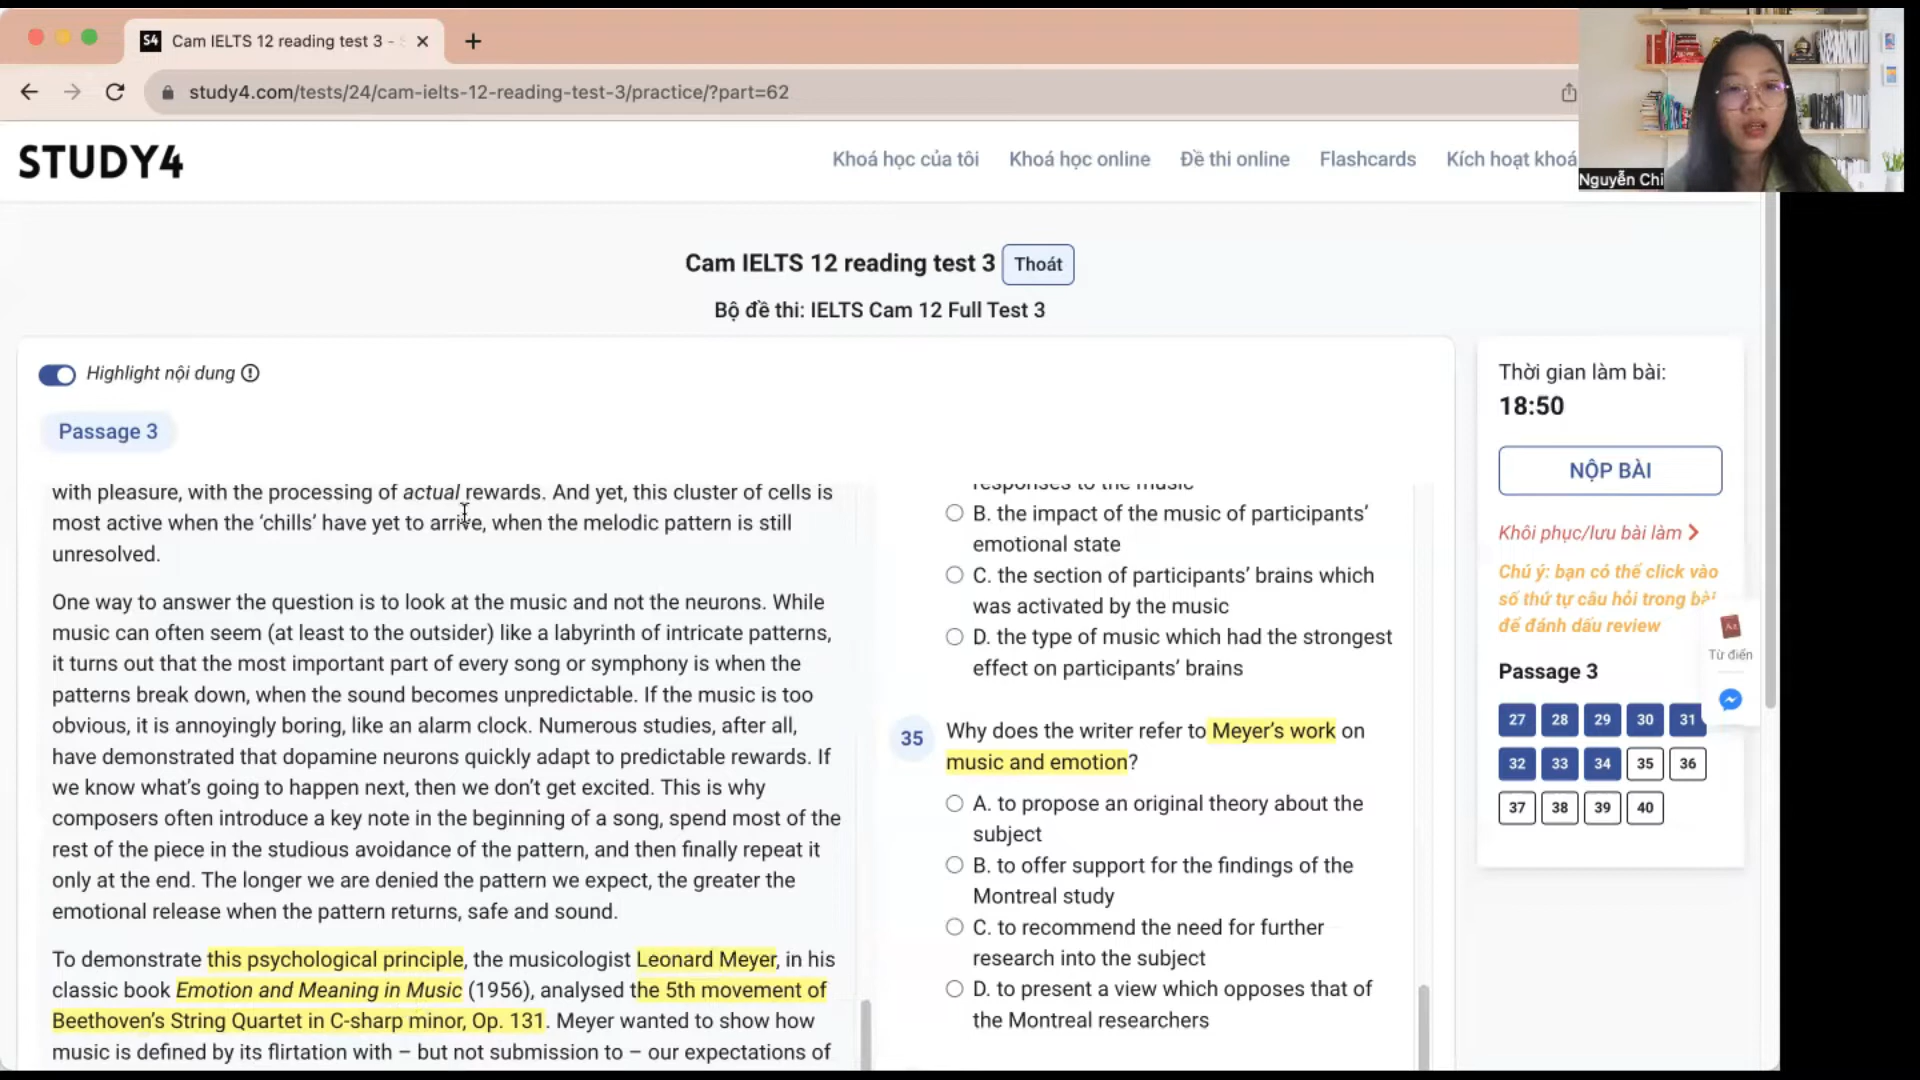 S4 Cam IELTS 12 reading test 3 -
study4.com/tests/24/cam-ielts-12-reading-test-3/practice/?part=62
Nguyễn Chi
STUDY4
Khoá học của tôi
Khoá học online
Đề thi online
Flashcards
Kích hoạt khoá
Cam IELTS 12 reading test 3
Thoát
Bộ đề thi: IELTS Cam 12 Full Test 3
Highlight nội dung
Passage 3
with pleasure, with the processing of actual rewards. And yet, this cluster of cells is
most active when the ‘chills’ have yet to arrive, when the melodic pattern is still
unresolved.
One way to answer the question is to look at the music and not the neurons. While
music can often seem (at least to the outsider) like a labyrinth of intricate patterns,
it turns out that the most important part of every song or symphony is when the
patterns break down, when the sound becomes unpredictable. If the music is too
obvious, it is annoyingly boring, like an alarm clock. Numerous studies, after all,
have demonstrated that dopamine neurons quickly adapt to predictable rewards. If
we know what’s going to happen next, then we don’t get excited. This is why
composers often introduce a key note in the beginning of a song, spend most of the
rest of the piece in the studious avoidance of the pattern, and then finally repeat it
only at the end. The longer we are denied the pattern we expect, the greater the
emotional release when the pattern returns, safe and sound.
To demonstrate this psychological principle, the musicologist Leonard Meyer, in his
classic book Emotion and Meaning in Music (1956), analysed the 5th movement of
Beethoven’s String Quartet in C-sharp minor, Op. 131. Meyer wanted to show how
music is defined by its flirtation with – but not submission to – our expectations of
responses to the music
B. the impact of the music of participants’
emotional state
C. the section of participants’ brains which
was activated by the music
D. the type of music which had the strongest
effect on participants’ brains
35 Why does the writer refer to Meyer’s work on
music and emotion?
A. to propose an original theory about the
subject
B. to offer support for the findings of the
Montreal study
C. to recommend the need for further
research into the subject
D. to present a view which opposes that of
the Montreal researchers
Thời gian làm bài:
18:50
NỘP BÀI
Khôi phục/lưu bài làm
Chú ý: bạn có thể click vào
số thứ tự câu hỏi trong bài
để đánh dấu review
Từ điển
Passage 3
27 28 29 30 31
32 33 34 35 36
37 38 39 40